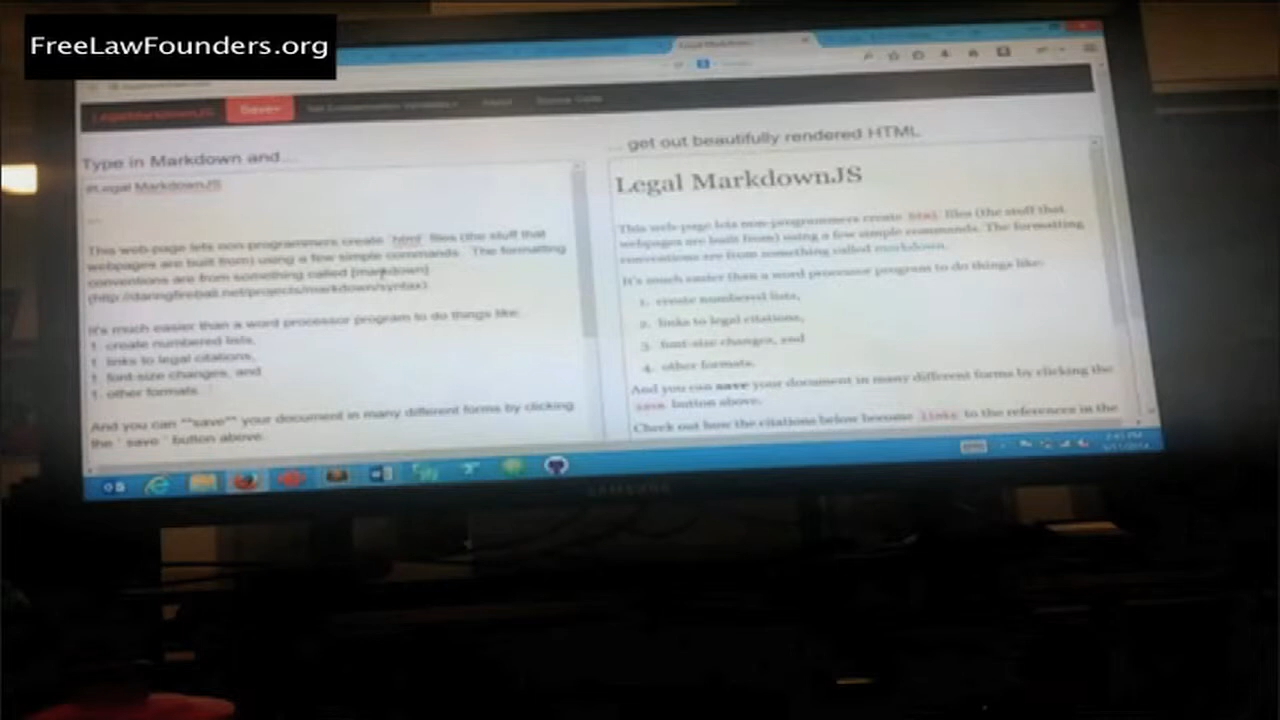 FreeLawFounders.org
Legal Markdown
LegalMarkdownJS Save
Type in Markdown and...
#Legal MarkdownJS
This web-page lets non-programmers create `html` files (the stuff that
webpages are built from) using a few simple commands. The formatting
conventions are from something called [markdown]
(http://daringfireball.net/projects/markdown/syntax)
It's much easier than a word processor program to do things like:
1. create numbered lists,
1. links to legal citations,
1. font-size changes, and
1. other formats.
And you can **save** your document in many different forms by clicking
the ` save ` button above.
... get out beautifully rendered HTML
Legal MarkdownJS
This web-page lets non-programmers create html files (the stuff that
webpages are built from) using a few simple commands. The formatting
conventions are from something called markdown.
It's much easier than a word processor program to do things like:
1. create numbered lists,
2. links to legal citations,
3. font-size changes, and
4. other formats.
And you can save your document in many different forms by clicking the
save button above.
Check out how the citations below become links to the references in the
SAMSUNG